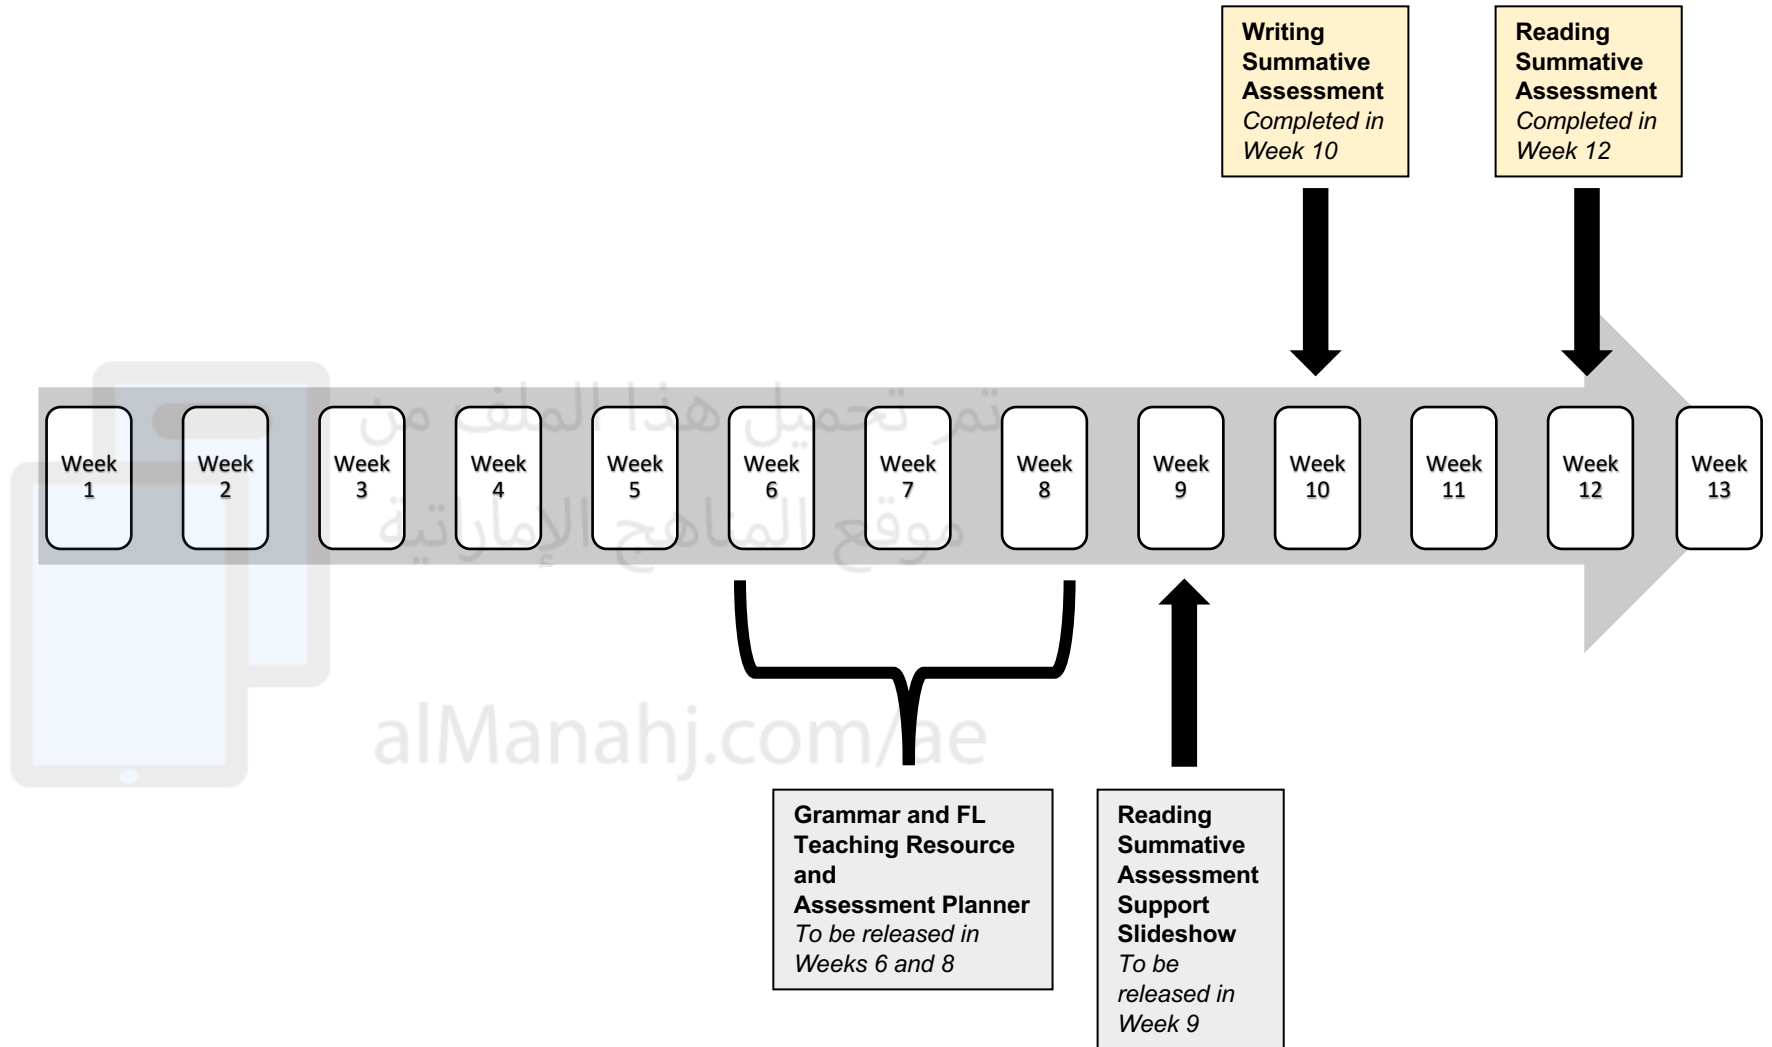 Writing
Summative
Assessment
Completed in
Week 10
Reading
Summative
Assessment
Completed in
Week 12
تم تحميل هذا الملف من
موقع المناهج الإماراتية
alManahj.com/ae
Week
1
Week
2
Week
3
Week
4
Week
5
Week
6
Week
7
Week
8
Week
9
Week
10
Week
11
Week
12
Week
13
Grammar and FL
Teaching Resource
and
Assessment Planner
To be released in
Weeks 6 and 8
Reading
Summative
Assessment
Support
Slideshow
To be
released in
Week 9